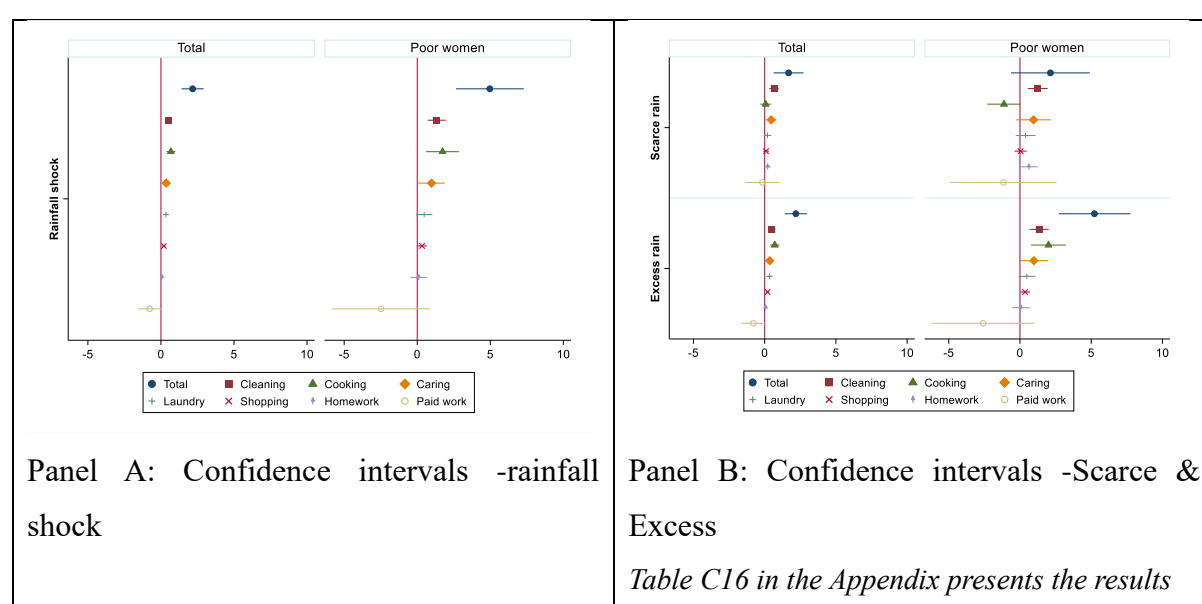 Total Poor women
Rainfall shock
-5 0 5 10 -5 0 5 10
Total Cleaning Cooking Caring
Laundry Shopping Homework Paid work
Panel A: Confidence intervals -rainfall
shock
Total Poor women
Scarce rain
Excess rain
-5 0 5 10 -5 0 5 10
Total Cleaning Cooking Caring
Laundry Shopping Homework Paid work
Panel B: Confidence intervals -Scarce &
Excess
Table C16 in the Appendix presents the results